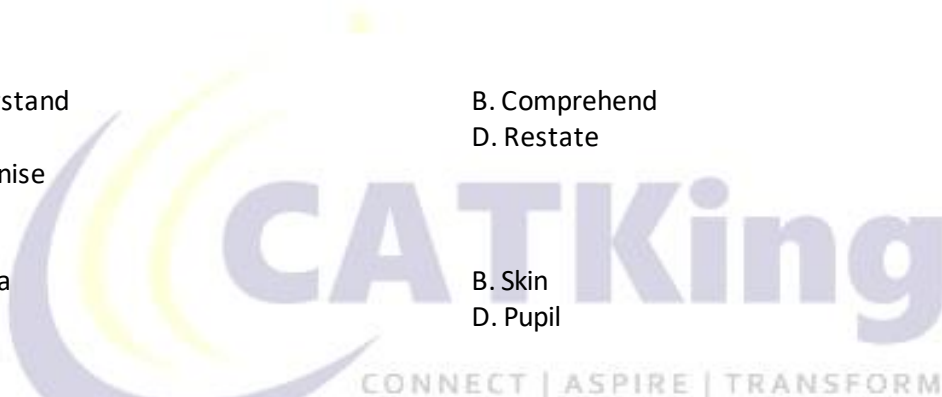 stand B. Comprehend
D. Restate
nise
a B. Skin
D. Pupil
CATKing
CONNECT | ASPIRE | TRANSFORM